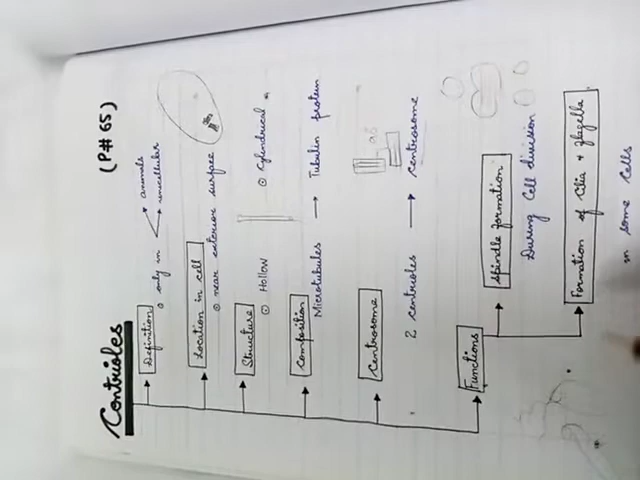 Contrioles (P# 65)
Definition
⊙ only in → animals
→ unicellular
Location in cell
⊙ near exterior surface
Structure
⊙ Hollow ⊙ Cylindrical
Composition
Microtubules → Tubulin protein
Centrosome
2 centrioles → centrosome
Functions
Spindle formation
During Cell division
Formation of Cilia + flagella
in some Cells